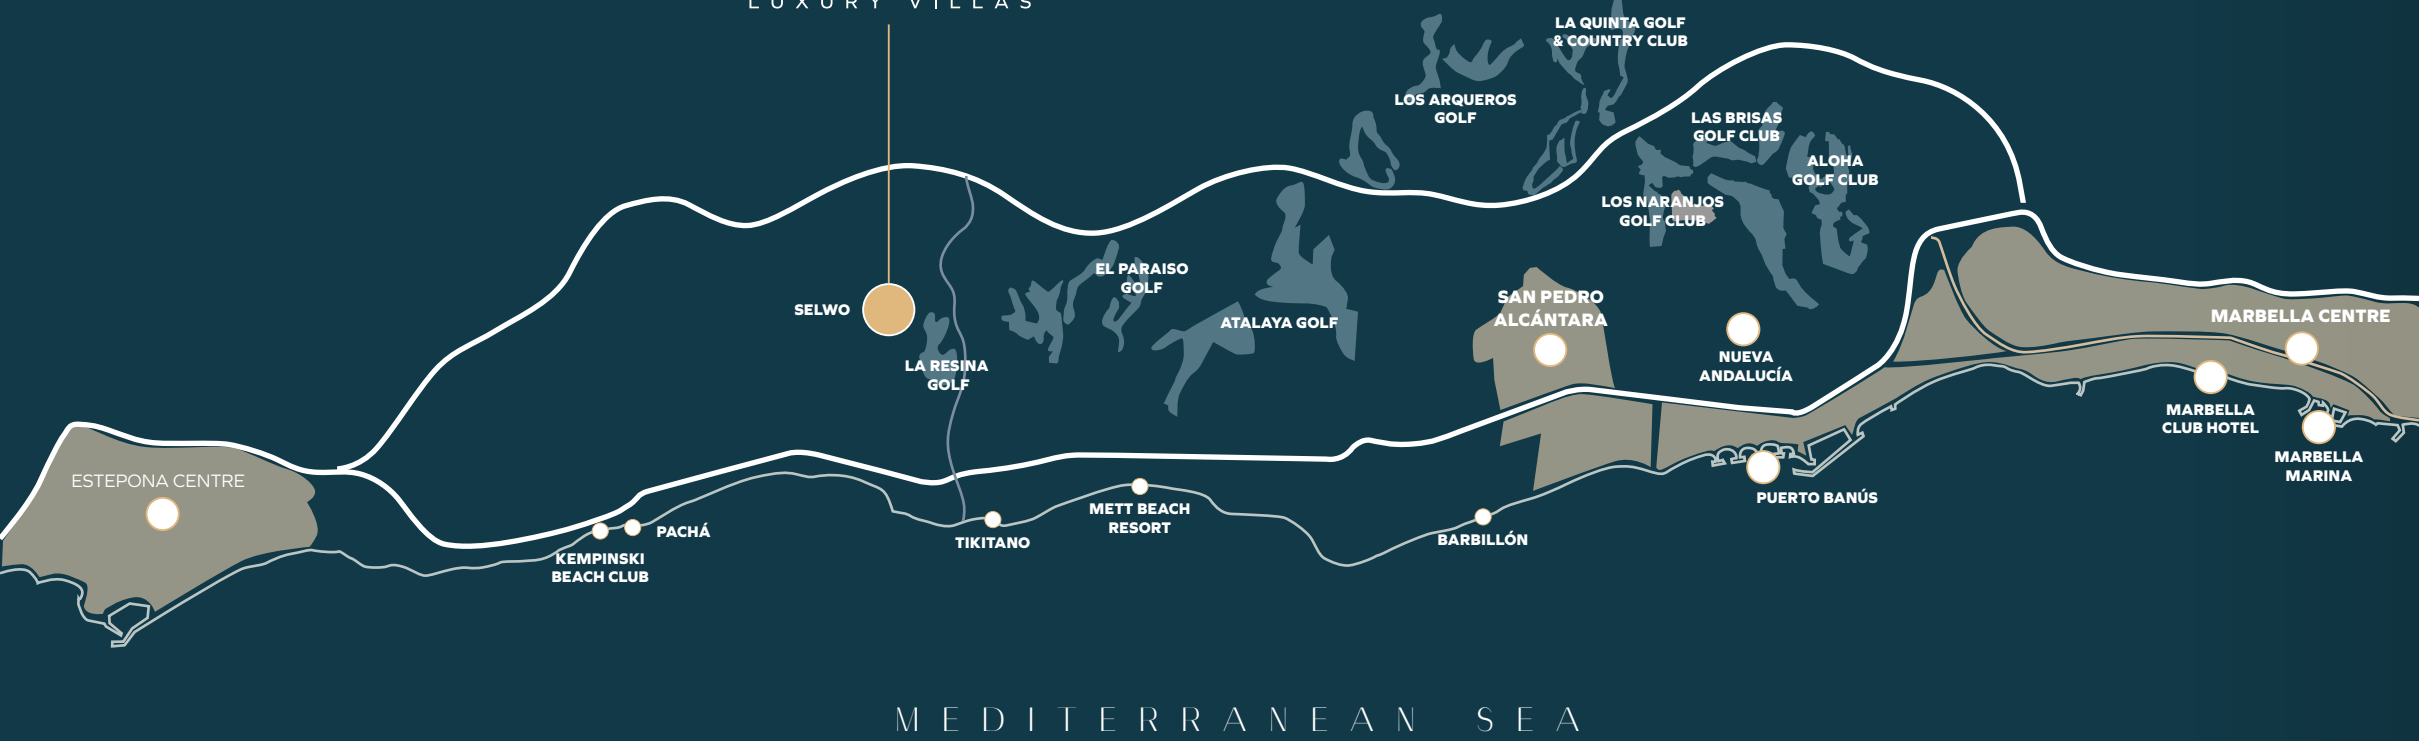 LUXURY VILLAS
LA QUINTA GOLF
& COUNTRY CLUB
LOS ARQUEROS
GOLF
LAS BRISAS
GOLF CLUB
ALOHA
GOLF CLUB
LOS NARANJOS
GOLF CLUB
EL PARAISO
GOLF
SELWO
SAN PEDRO
ALCÁNTARA
ATALAYA GOLF
MARBELLA CENTRE
LA RESINA
GOLF
NUEVA
ANDALUCÍA
MARBELLA
CLUB HOTEL
MARBELLA
MARINA
ESTEPONA CENTRE
PUERTO BANÚS
METT BEACH
RESORT
PACHÁ
TIKITANO
BARBILLÓN
KEMPINSKI
BEACH CLUB
MEDITERRANEAN SEA